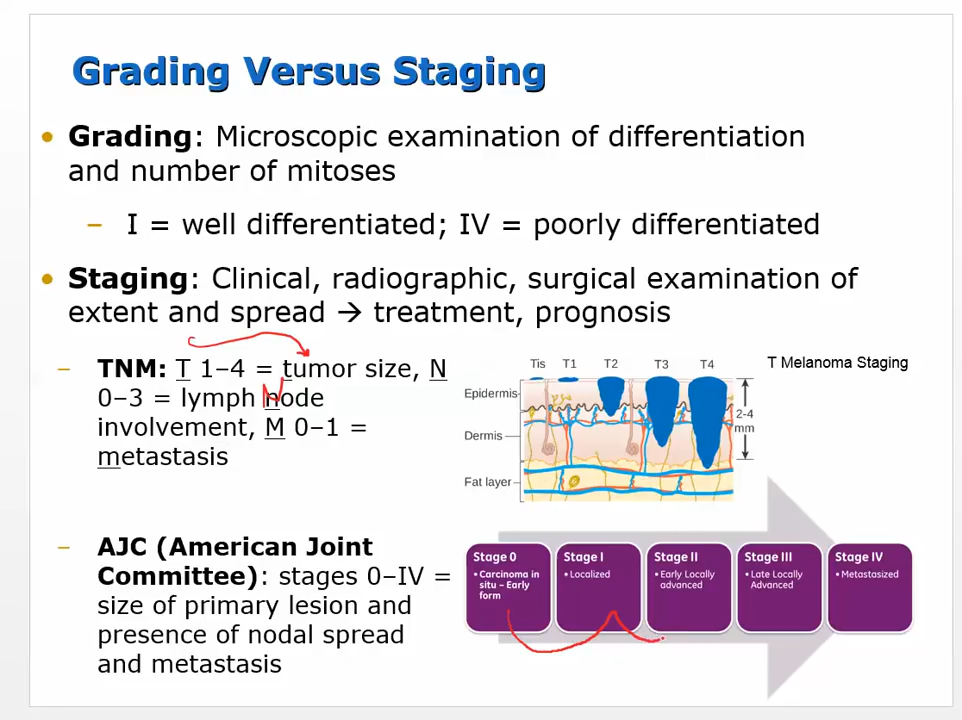 Grading Versus Staging
• Grading: Microscopic examination of differentiation
and number of mitoses
– I = well differentiated; IV = poorly differentiated
• Staging: Clinical, radiographic, surgical examination of
extent and spread → treatment, prognosis
– TNM: T 1–4 = tumor size, N
0–3 = lymph node
involvement, M 0–1 =
metastasis
Tis T1 T2 T3 T4
T Melanoma Staging
Epidermis
Dermis
Fat layer
2-4
mm
– AJC (American Joint
Committee): stages 0–IV =
size of primary lesion and
presence of nodal spread
and metastasis
Stage 0
• Carcinoma in
situ – Early
form
Stage I
• Localized
Stage II
• Early Locally
advanced
Stage III
• Late Locally
Advanced
Stage IV
• Metastasized
N